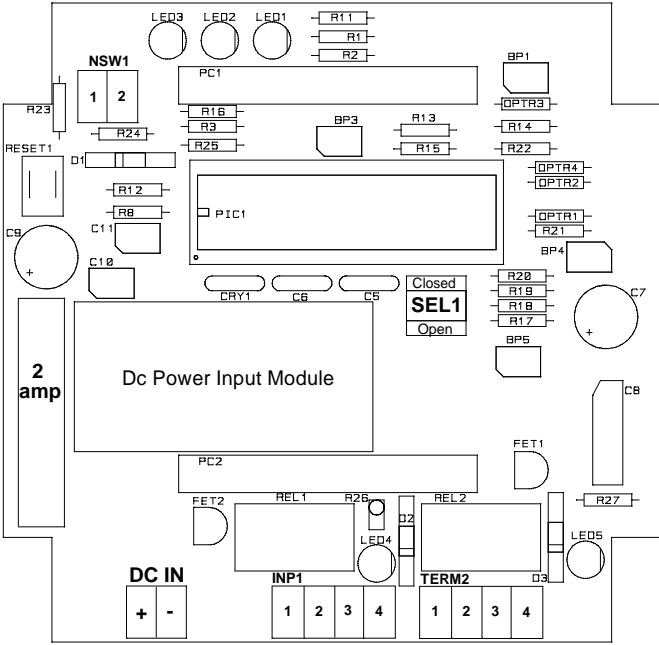 LED3 LED2 LED1 R11
R1
R2
NSW1
1 2
PC1
BP1
R23
R16
R3
R24
R25
BP3
R13
R15
OPTR3
R14
R22
RESET1
D1
R12
R8
PIC1
OPTR4
OPTR2
OPTR1
R21
C9
+
C11
C10
BP4
CRY1 C6 C5
Closed
SEL1
Open
R20
R19
R18
R17
C7
+
BP5
2
amp
Dc Power Input Module
C8
PC2
FET1
FET2
REL1
R26
D2
REL2
R27
LED4
LED5
D3
DC IN
+ -
INP1
1 2 3 4
TERM2
1 2 3 4